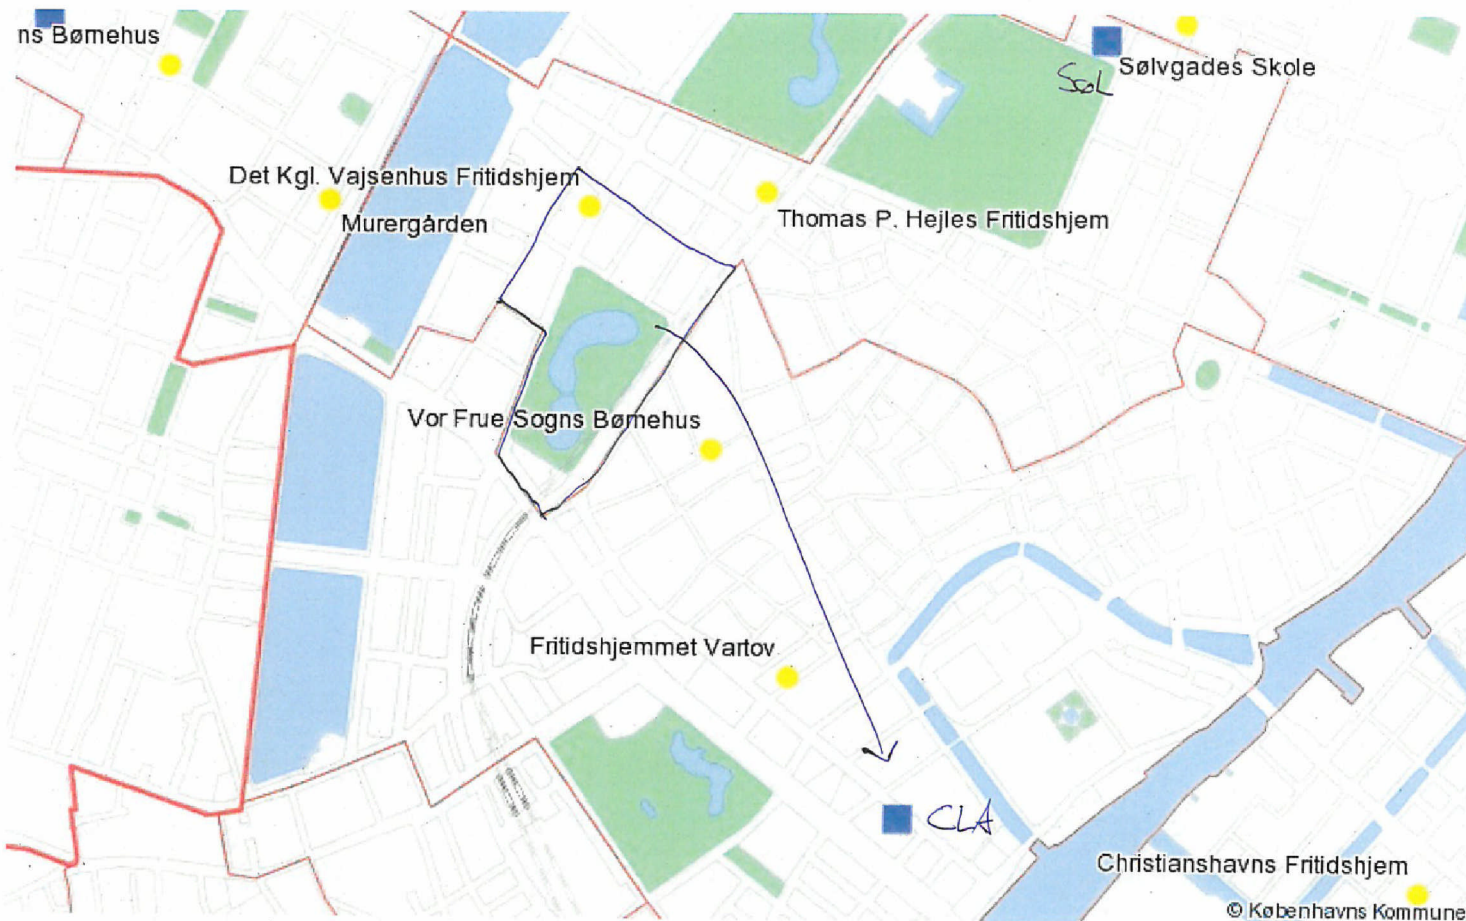 ns Børnehus
Sølvgades Skole
SøL
Det Kgl. Vajsenhus Fritidshjem
Murergården
Thomas P. Hejles Fritidshjem
Vor Frue Sogns Børnehus
Fritidshjemmet Vartov
CLA
Christianshavns Fritidshjem
© Københavns Kommune